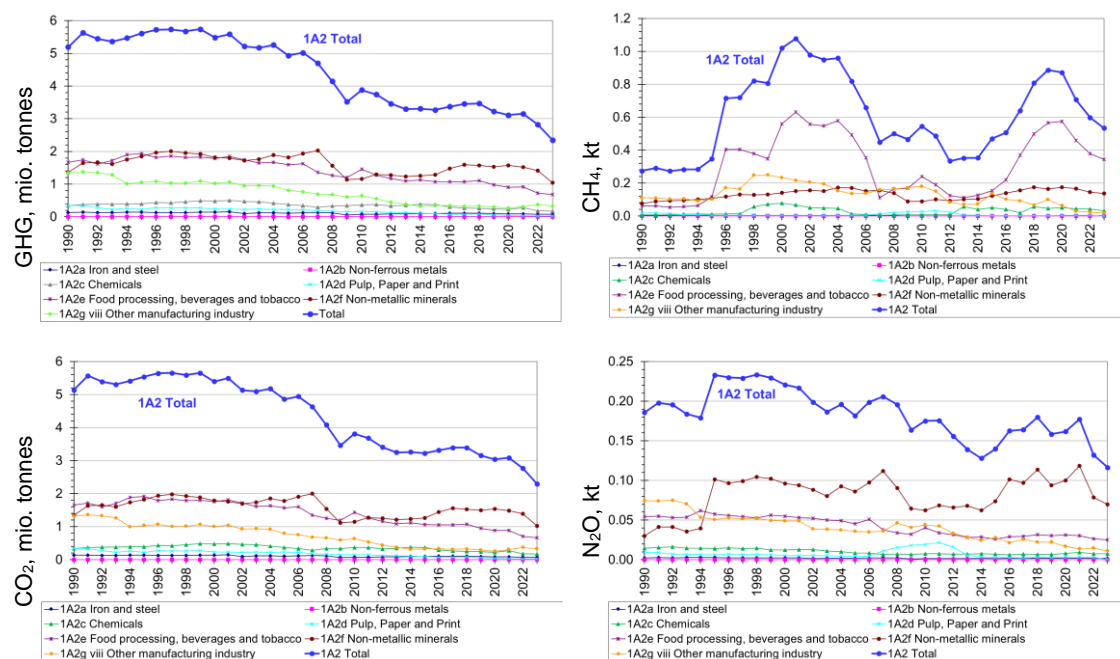 GHG, mio. tonnes
6
5
4
3
2
1
0
1A2 Total
1990
1992
1994
1996
1998
2000
2002
2004
2006
2008
2010
2012
2014
2016
2018
2020
2022
1A2a Iron and steel
1A2b Non-ferrous metals
1A2c Chemicals
1A2d Pulp, Paper and Print
1A2e Food processing, beverages and tobacco
1A2f Non-metallic minerals
1A2g viii Other manufacturing industry
Total
CH₄, kt
1.2
1.0
0.8
0.6
0.4
0.2
0.0
1A2 Total
1990
1992
1994
1996
1998
2000
2002
2004
2006
2008
2010
2012
2014
2016
2018
2020
2022
1A2a Iron and steel
1A2b Non-ferrous metals
1A2c Chemicals
1A2d Pulp, Paper and Print
1A2e Food processing, beverages and tobacco
1A2f Non-metallic minerals
1A2g viii Other manufacturing industry
1A2 Total
CO₂, mio. tonnes
6
5
4
3
2
1
0
1A2 Total
1990
1992
1994
1996
1998
2000
2002
2004
2006
2008
2010
2012
2014
2016
2018
2020
2022
1A2a Iron and steel
1A2b Non-ferrous metals
1A2c Chemicals
1A2d Pulp, Paper and Print
1A2e Food processing, beverages and tobacco
1A2f Non-metallic minerals
1A2g viii Other manufacturing industry
1A2 Total
N₂O, kt
0.25
0.20
0.15
0.10
0.05
0.00
1A2 Total
1990
1992
1994
1996
1998
2000
2002
2004
2006
2008
2010
2012
2014
2016
2018
2020
2022
1A2a Iron and steel
1A2b Non-ferrous metals
1A2c Chemicals
1A2d Pulp, Paper and Print
1A2e Food processing, beverages and tobacco
1A2f Non-metallic minerals
1A2g viii Other manufacturing industry
1A2 Total